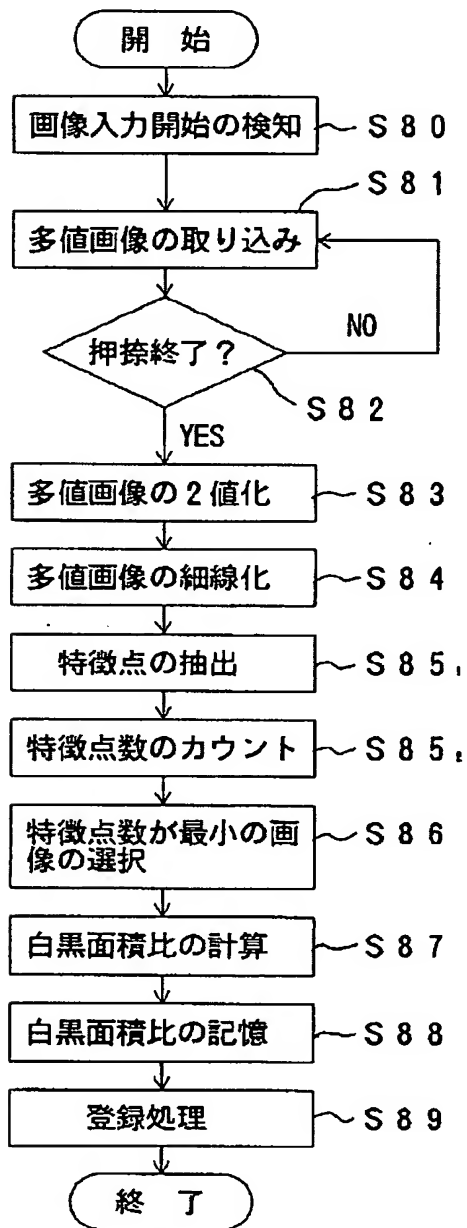 開 始
画像入力開始の検知
S80
S81
多値画像の取り込み
NO
押捺終了？
S82
YES
多値画像の2値化
S83
多値画像の細線化
S84
特徴点の抽出
S85₁
特徴点数のカウント
S85₂
特徴点数が最小の画
像の選択
S86
白黒面積比の計算
S87
白黒面積比の記憶
S88
登録処理
S89
終 了